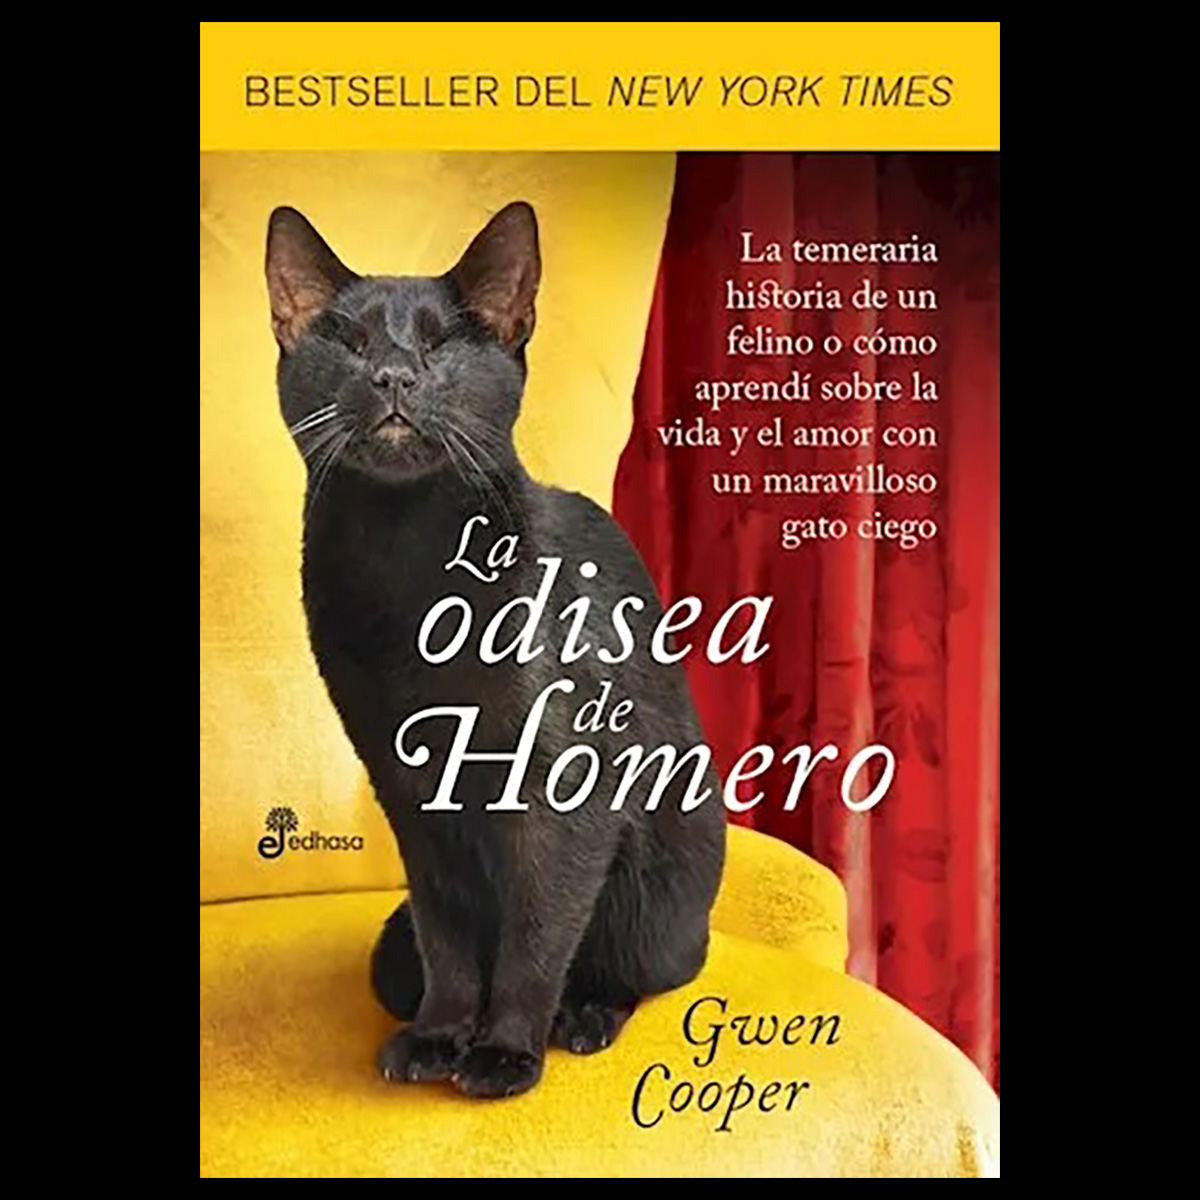 BESTSELLER DEL NEW YORK TIMES
La temeraria
historia de un
felino o cómo
aprendí sobre la
vida y el amor con
un maravilloso
gato ciego
La
odisea
de
Homero
edhasa
Gwen
Cooper